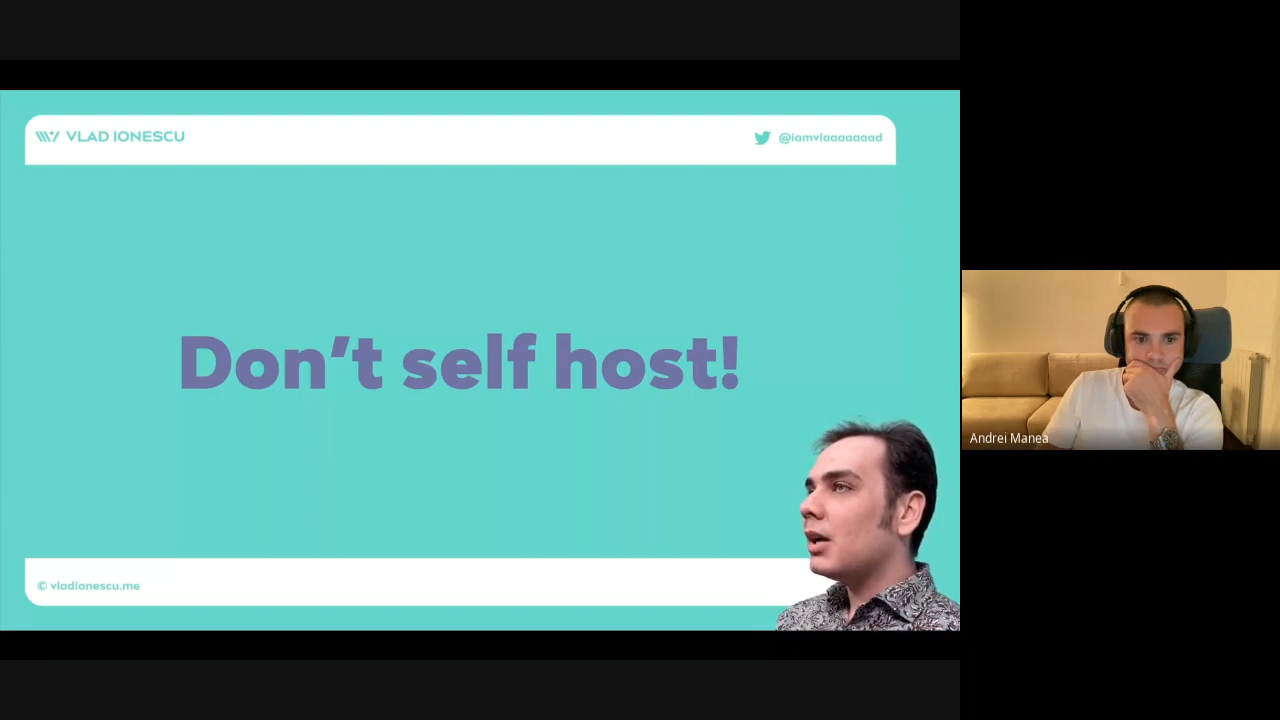 VLAD IONESCU
@iamvlaaaaaaad
Don't self host!
© vladionescu.me
Andrei Manea